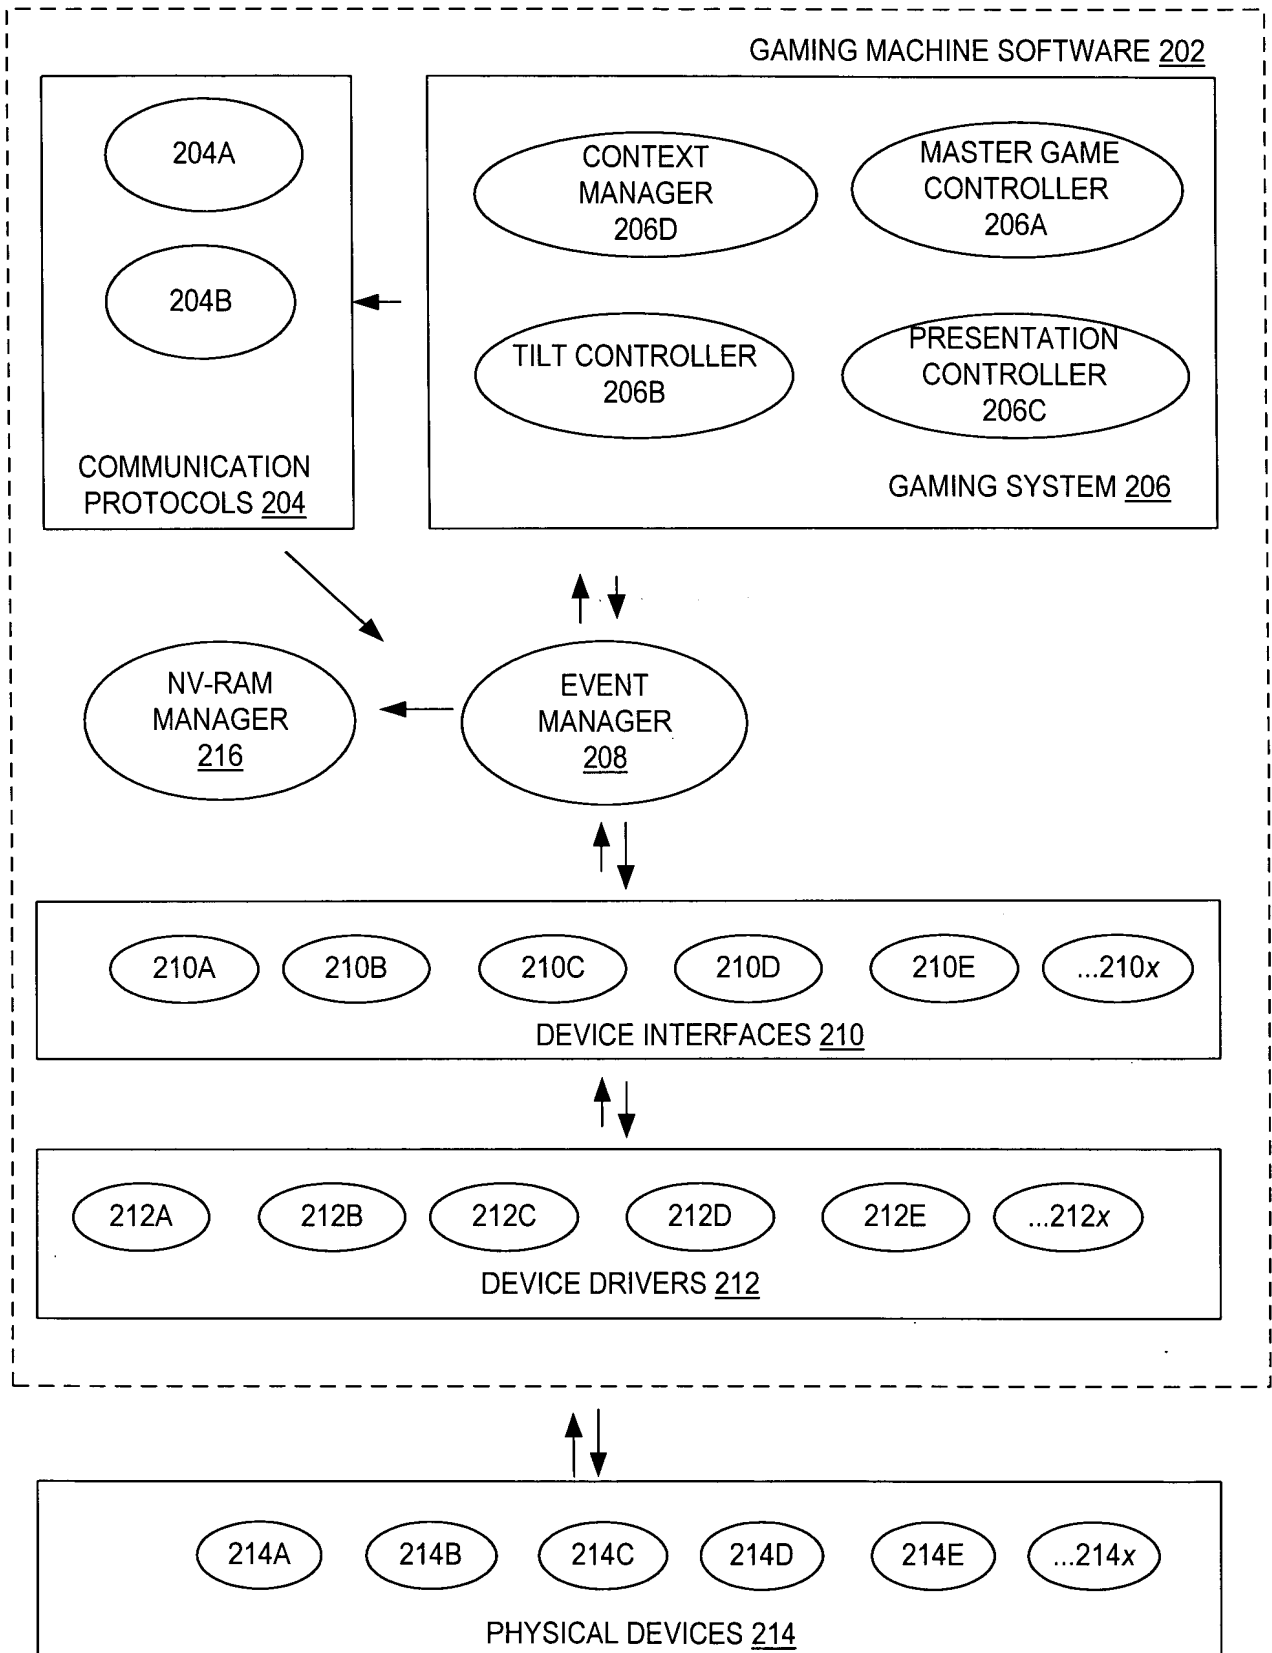 GAMING MACHINE SOFTWARE 202
204A
204B
COMMUNICATION
PROTOCOLS 204
CONTEXT
MANAGER
206D
MASTER GAME
CONTROLLER
206A
TILT CONTROLLER
206B
PRESENTATION
CONTROLLER
206C
GAMING SYSTEM 206
NV-RAM
MANAGER
216
EVENT
MANAGER
208
210A 210B 210C 210D 210E ...210x
DEVICE INTERFACES 210
212A 212B 212C 212D 212E ...212x
DEVICE DRIVERS 212
214A 214B 214C 214D 214E ...214x
PHYSICAL DEVICES 214